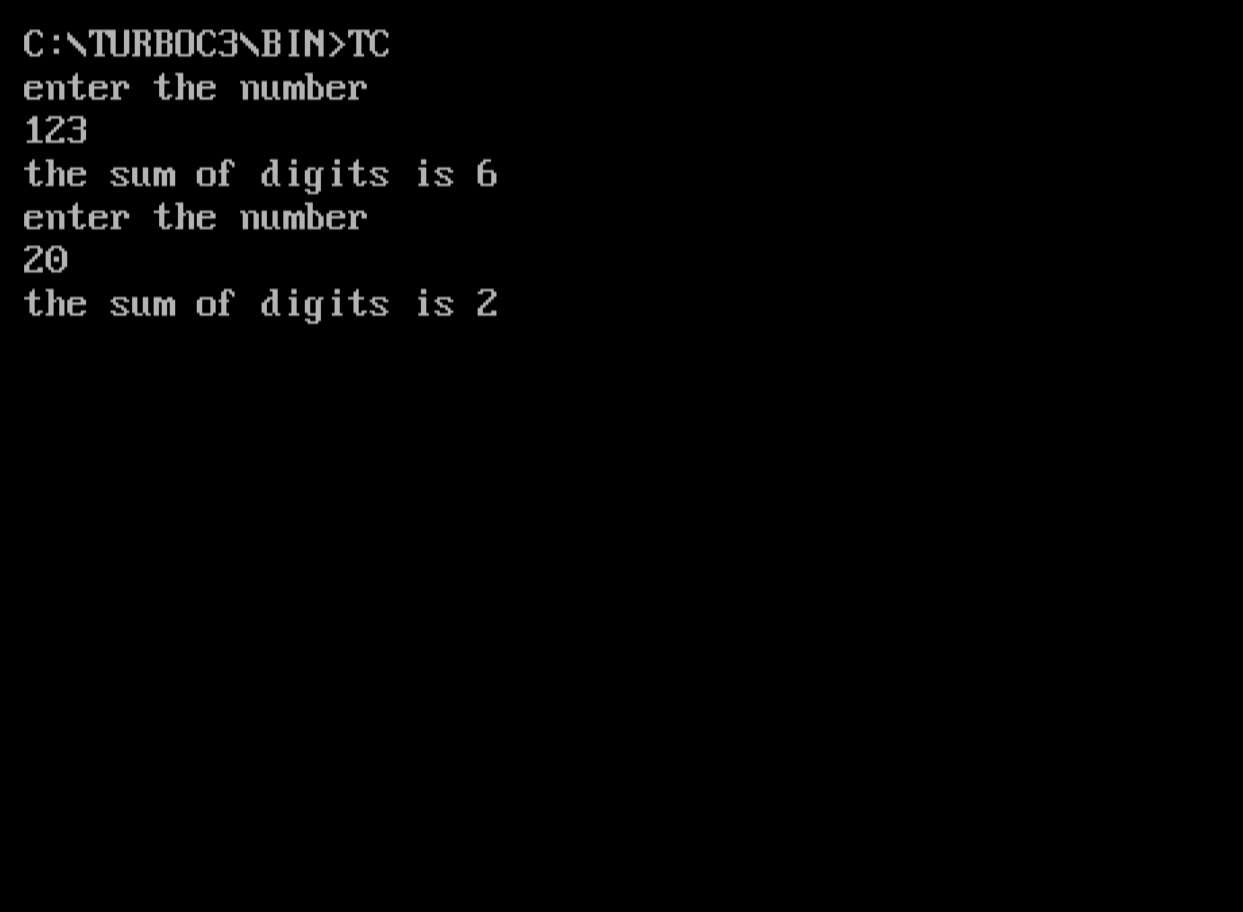 C:\TURBOC3\BIN>TC
enter the number
123
the sum of digits is 6
enter the number
20
the sum of digits is 2